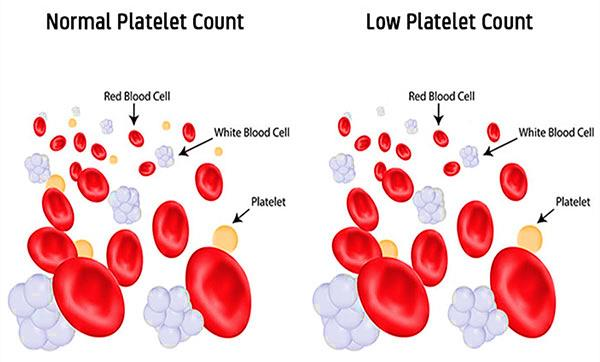 Normal Platelet Count
Red Blood Cell
White Blood Cell
Platelet
Low Platelet Count
Red Blood Cell
White Blood Cell
Platelet